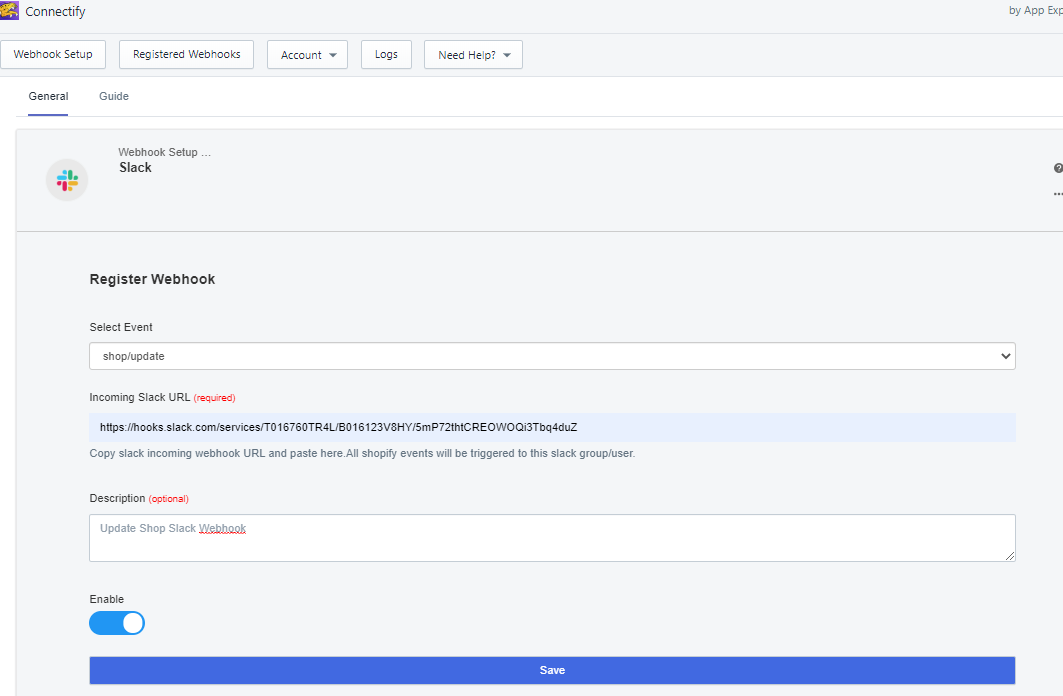 Connectify
by App Exp
Webhook Setup
Registered Webhooks
Account
Logs
Need Help?
General
Guide
Webhook Setup ...
Slack
Register Webhook
Select Event
shop/update
Incoming Slack URL (required)
https://hooks.slack.com/services/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
Copy slack incoming webhook URL and paste here.All shopify events will be triggered to this slack group/user.
Description (optional)
Update Shop Slack Webhook
Enable
Save